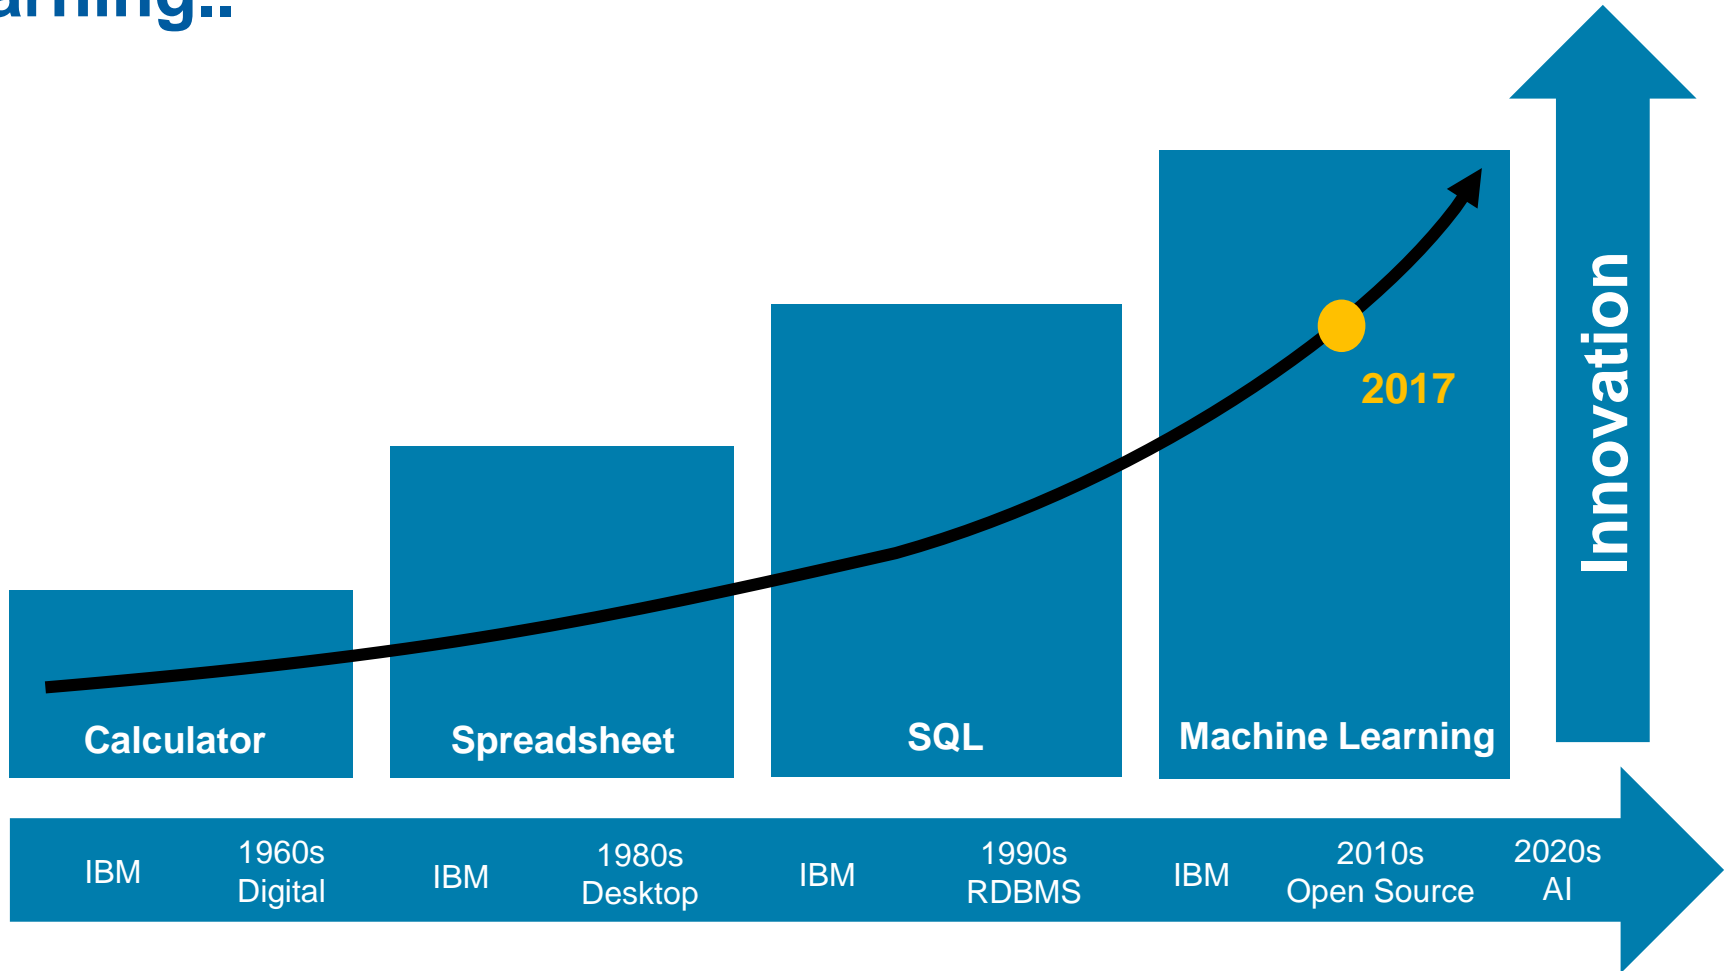 2017
Innovation
Calculator
Spreadsheet
SQL
Machine Learning
IBM
1960s
Digital
IBM
1980s
Desktop
IBM
1990s
RDBMS
IBM
2010s
Open Source
2020s
AI